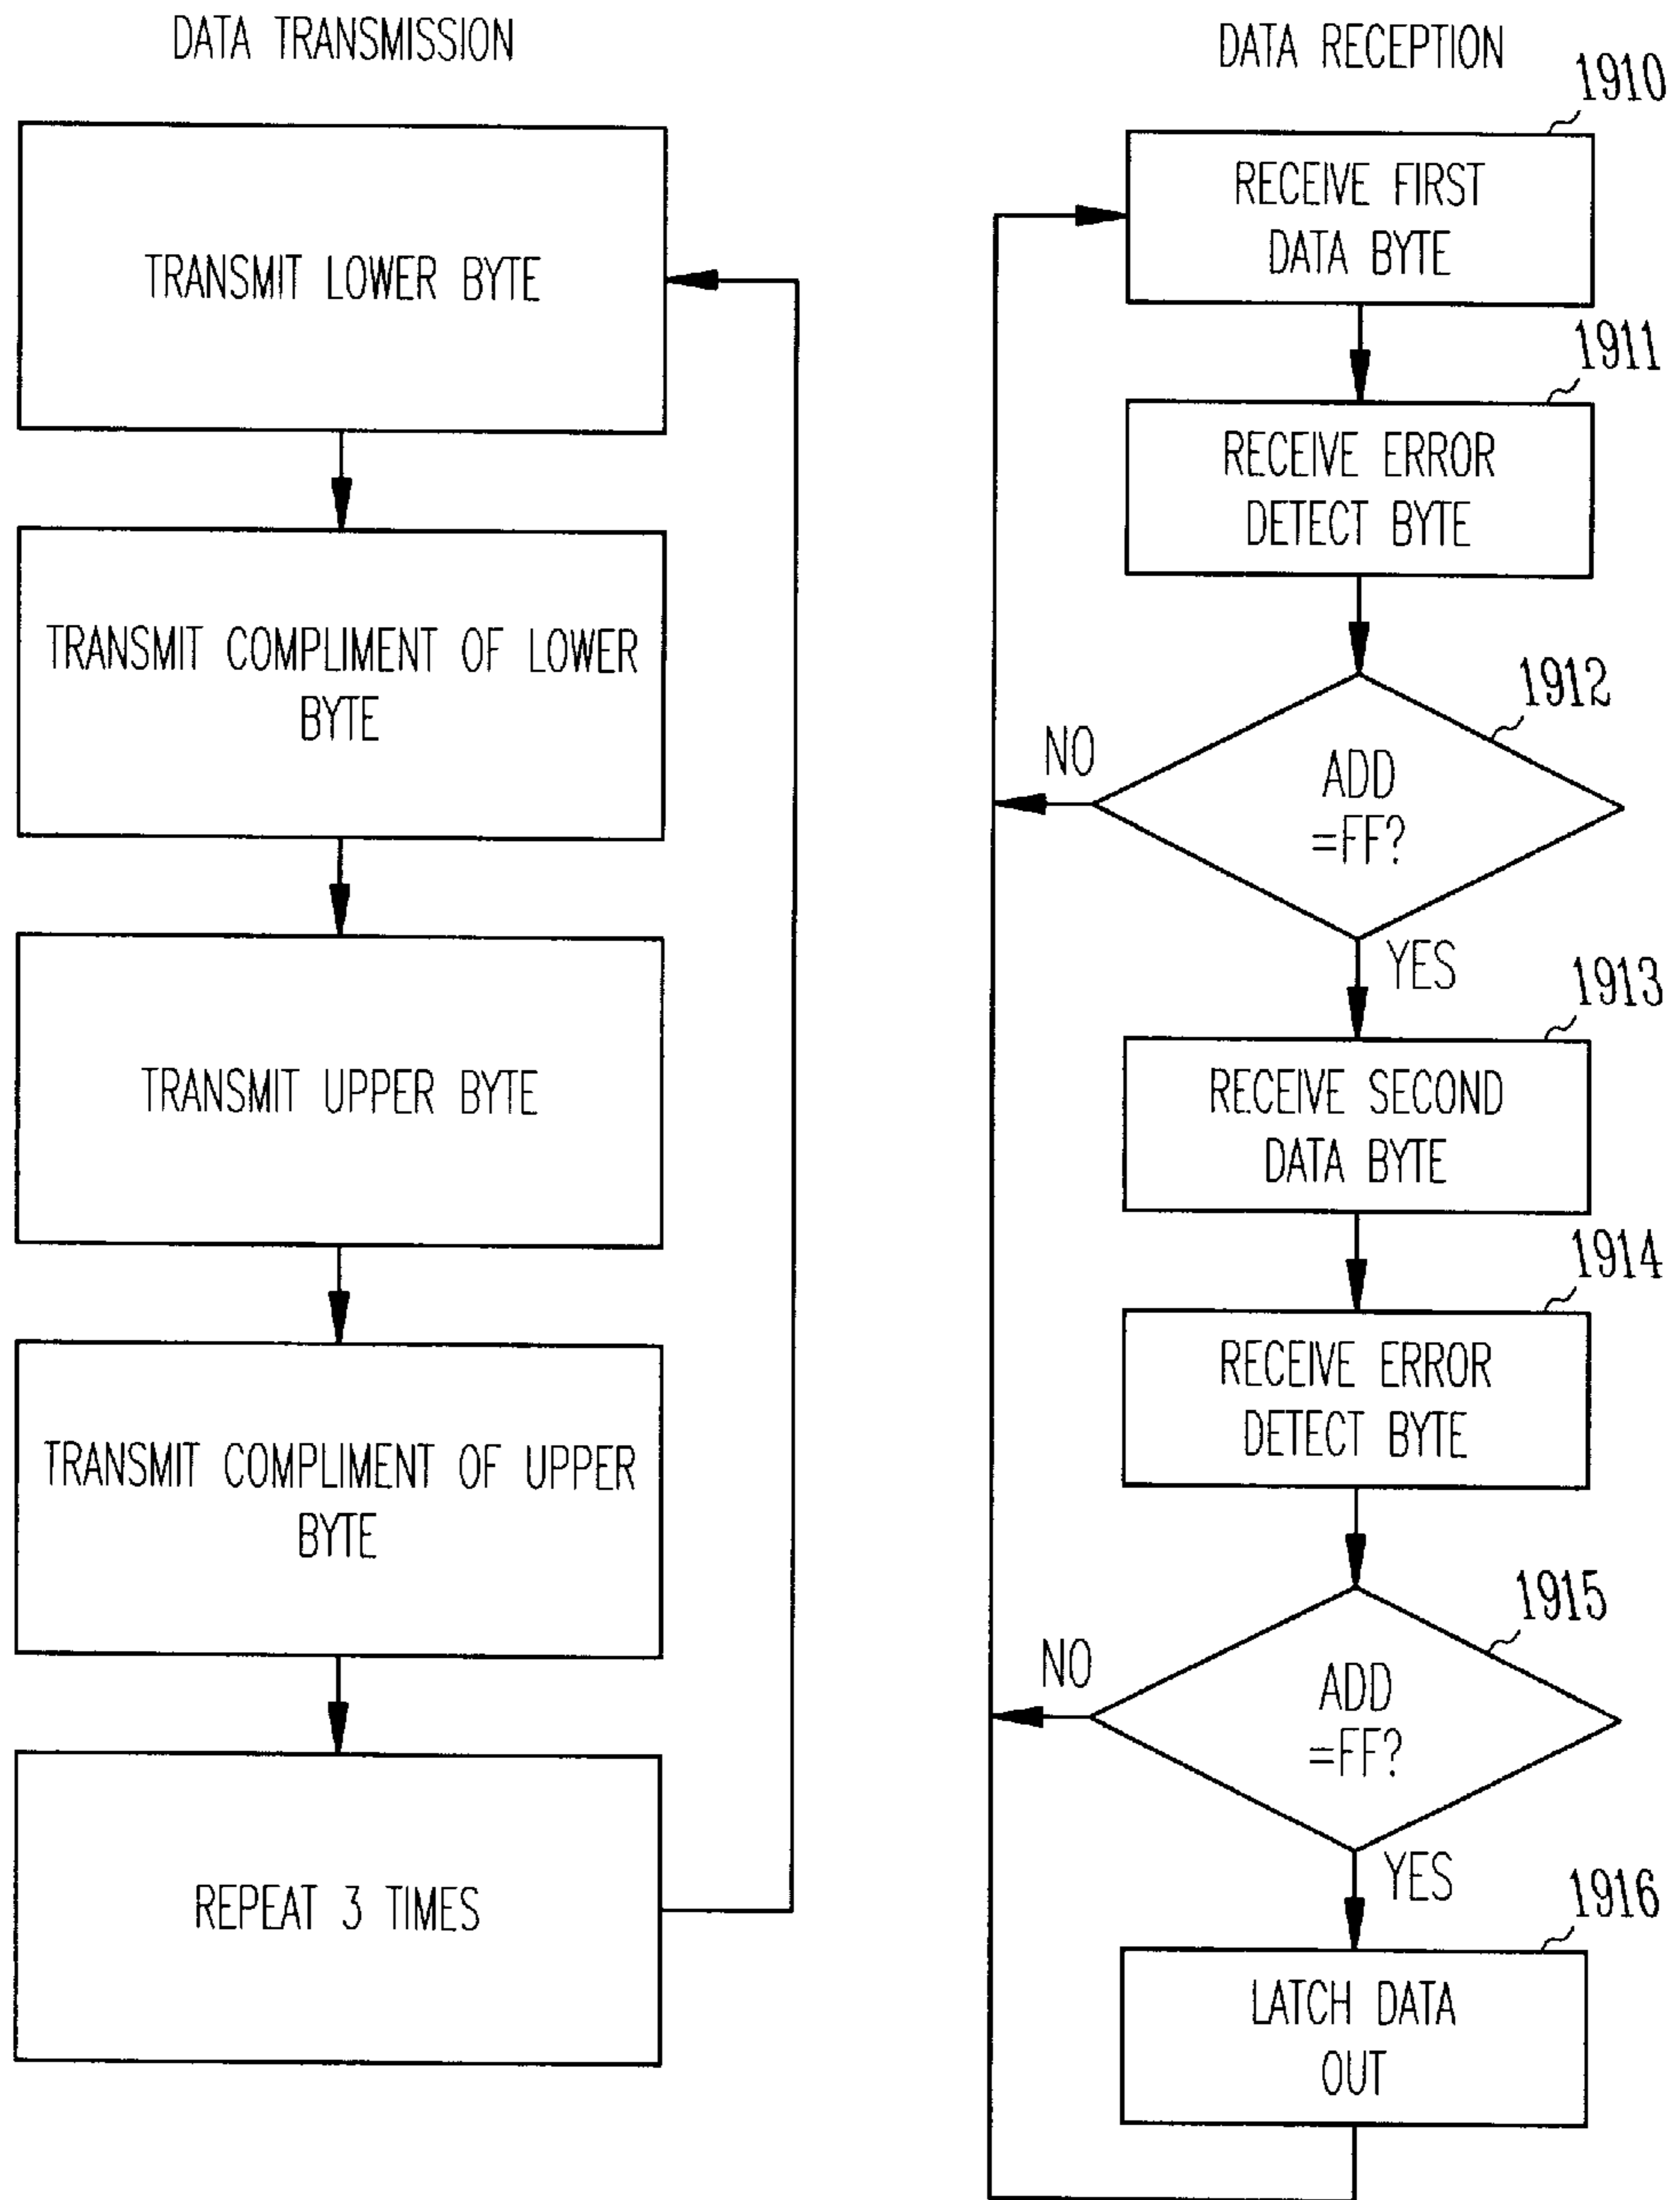 DATA TRANSMISSION
TRANSMIT LOWER BYTE
TRANSMIT COMPLIMENT OF LOWER
BYTE
TRANSMIT UPPER BYTE
TRANSMIT COMPLIMENT OF UPPER
BYTE
REPEAT 3 TIMES
DATA RECEPTION
1910
RECEIVE FIRST
DATA BYTE
1911
RECEIVE ERROR
DETECT BYTE
1912
NO
ADD
=FF?
YES
1913
RECEIVE SECOND
DATA BYTE
1914
RECEIVE ERROR
DETECT BYTE
1915
NO
ADD
=FF?
YES
1916
LATCH DATA
OUT